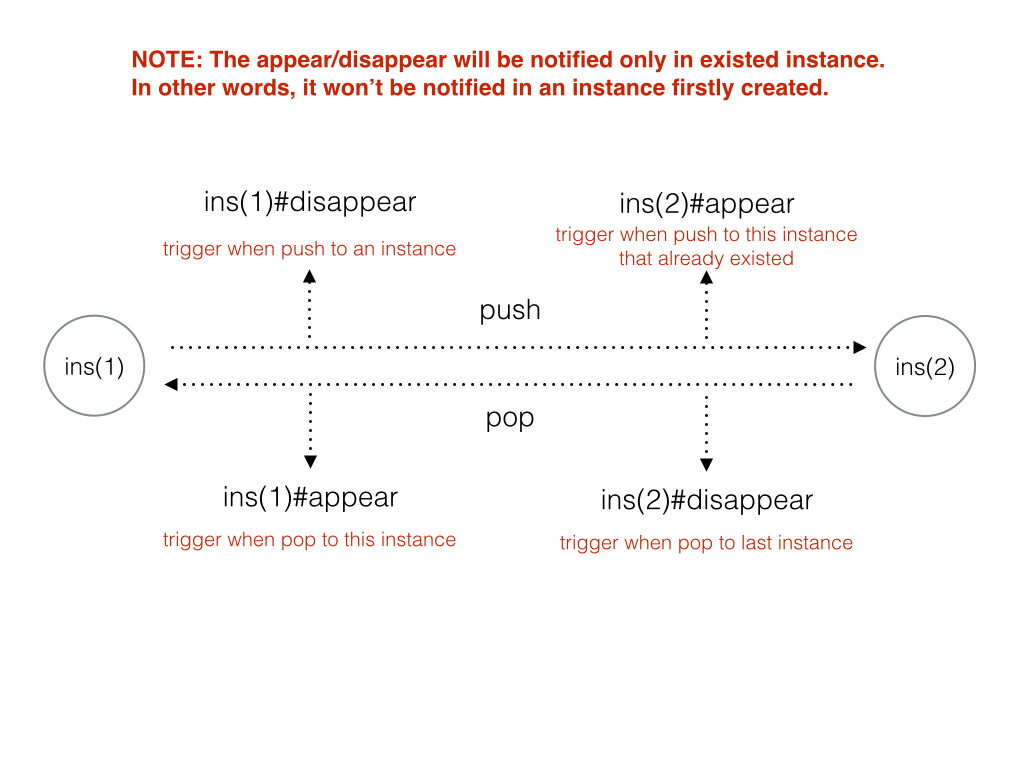 NOTE: The appear/disappear will be notified only in existed instance.
In other words, it won’t be notified in an instance firstly created.
ins(1)#disappear
trigger when push to an instance
ins(2)#appear
trigger when push to this instance
that already existed
push
ins(1)
ins(2)
pop
ins(1)#appear
trigger when pop to this instance
ins(2)#disappear
trigger when pop to last instance